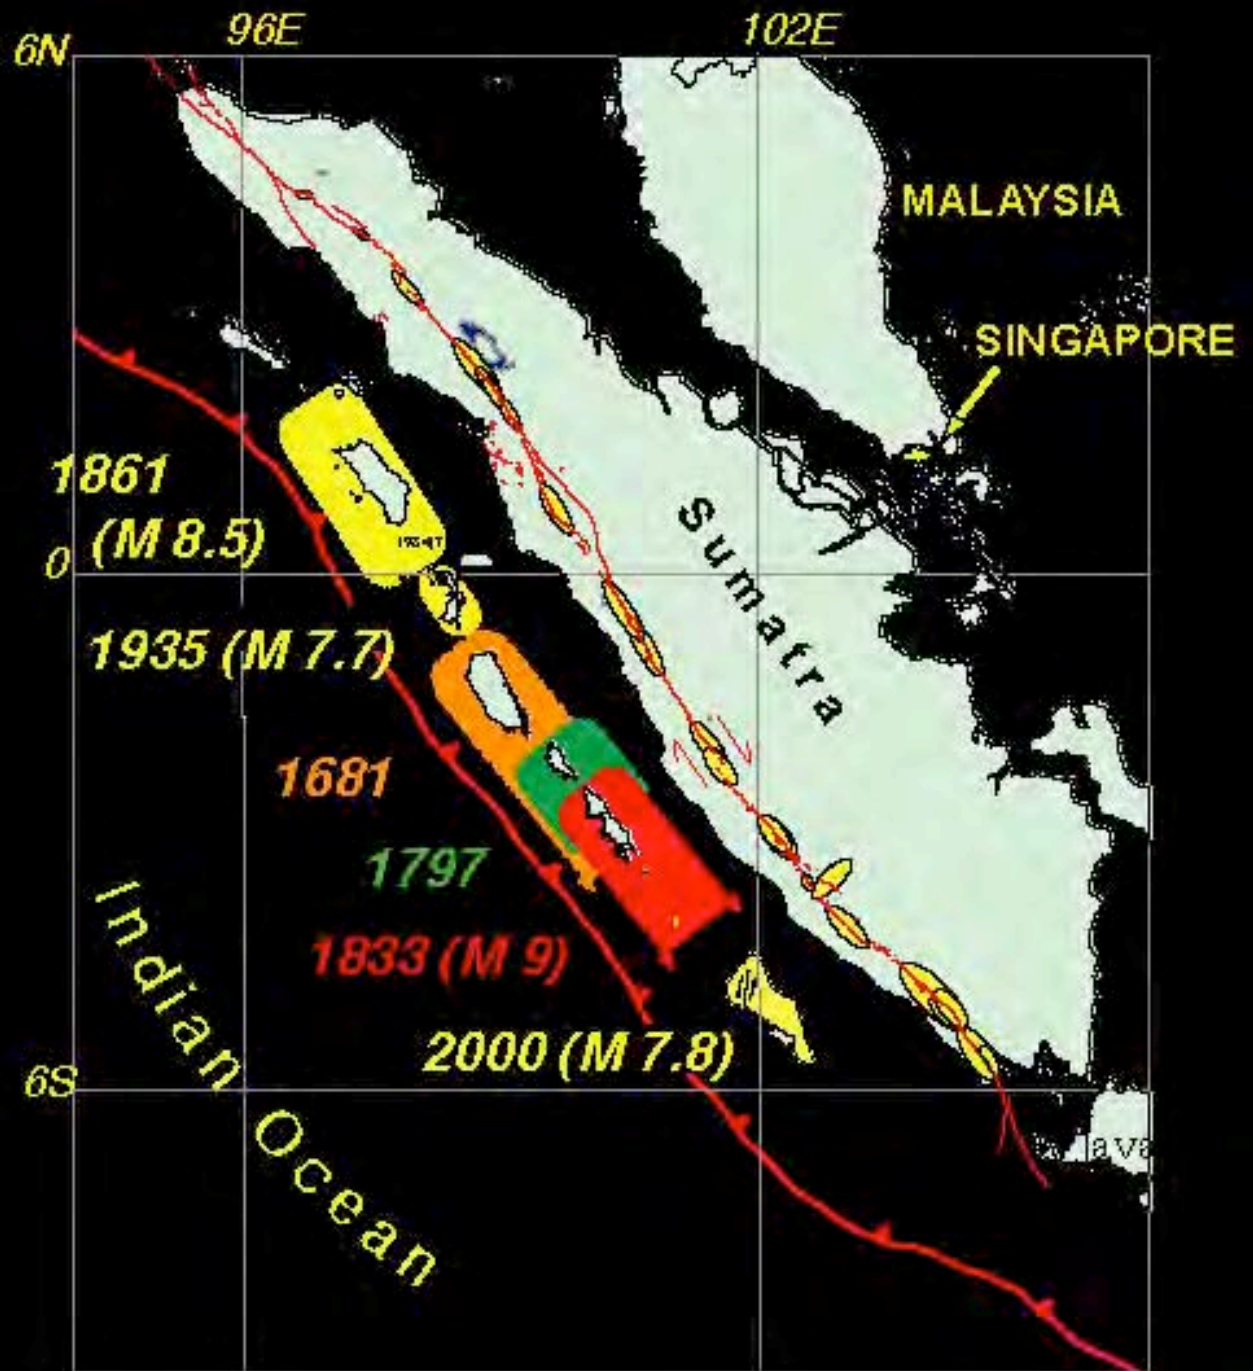 96E
102E
6N
MALAYSIA
SINGAPORE
1861
(M 8.5)
0
Sumatra
1935 (M 7.7)
1681
1797
1833 (M 9)
Indian
Ocean
2000 (M 7.8)
6S